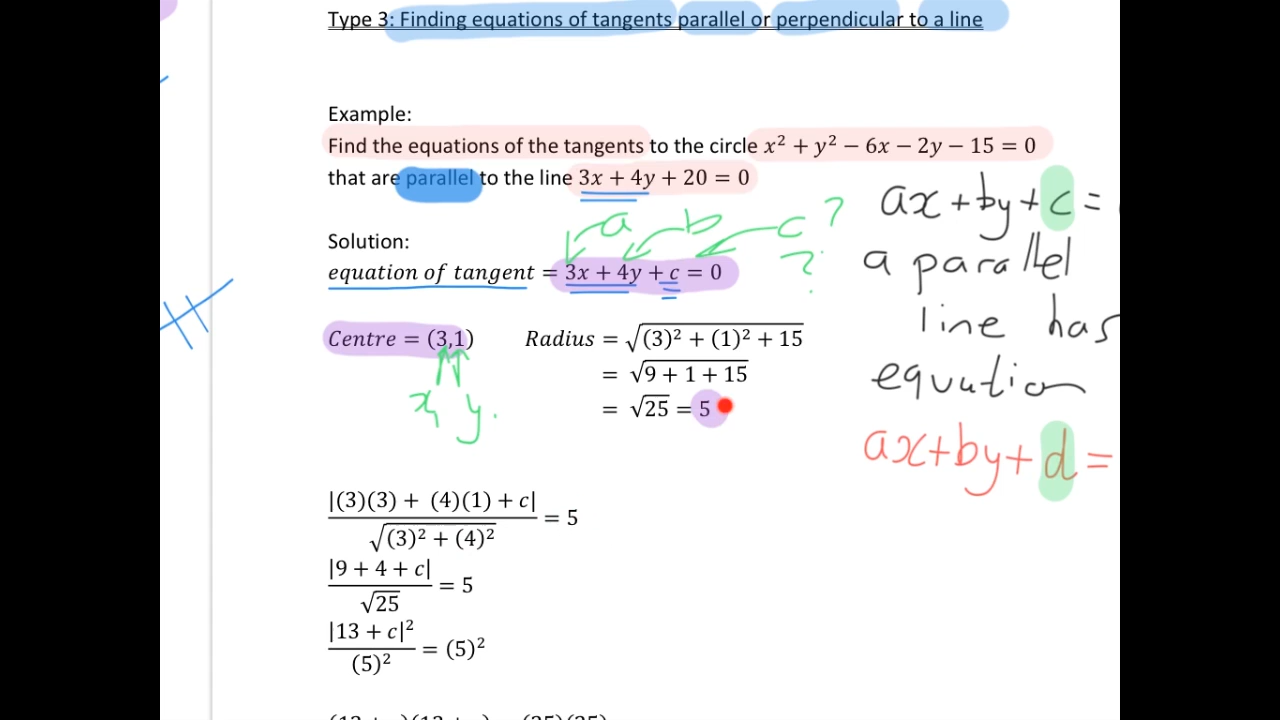 Type 3: Finding equations of tangents parallel or perpendicular to a line
Example:
Find the equations of the tangents to the circle x² + y² − 6x − 2y − 15 = 0
that are parallel to the line 3x + 4y + 20 = 0
Solution:
a b c ?
equation of tangent = 3x + 4y + c = 0 ?
Centre = (3,1) Radius = √((3)² + (1)² + 15)
= √(9 + 1 + 15)
= √25 = 5
x, y.
ax+by+c=
a parallel
line has
equation
ax+by+d=
|(3)(3) + (4)(1) + c| / √((3)² + (4)²) = 5
|9 + 4 + c| / √25 = 5
|13 + c|² / (5)² = (5)²